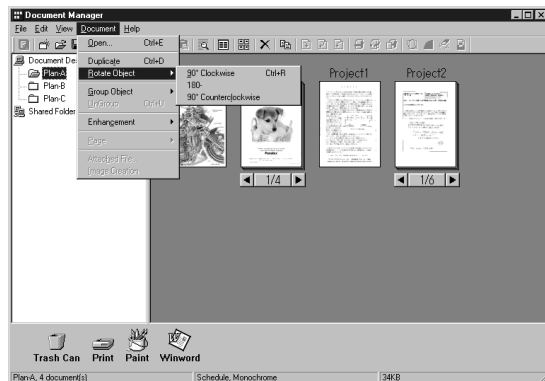 Document Manager
File Edit View Document Help
Open... Ctrl+E
Duplicate Ctrl+D
Rotate Object
Group Object
UnGroup Ctrl+U
Enhancement
Page
Attached File...
Image Creation
90° Clockwise Ctrl+R
180-
90° Counterclockwise
Document De
Plan-A
Plan-B
Plan-C
Shared Folder
Project1
Project2
1/4
1/6
Trash Can Print Paint Winword
Plan-A, 4 document(s) Schedule, Monochrome 34KB